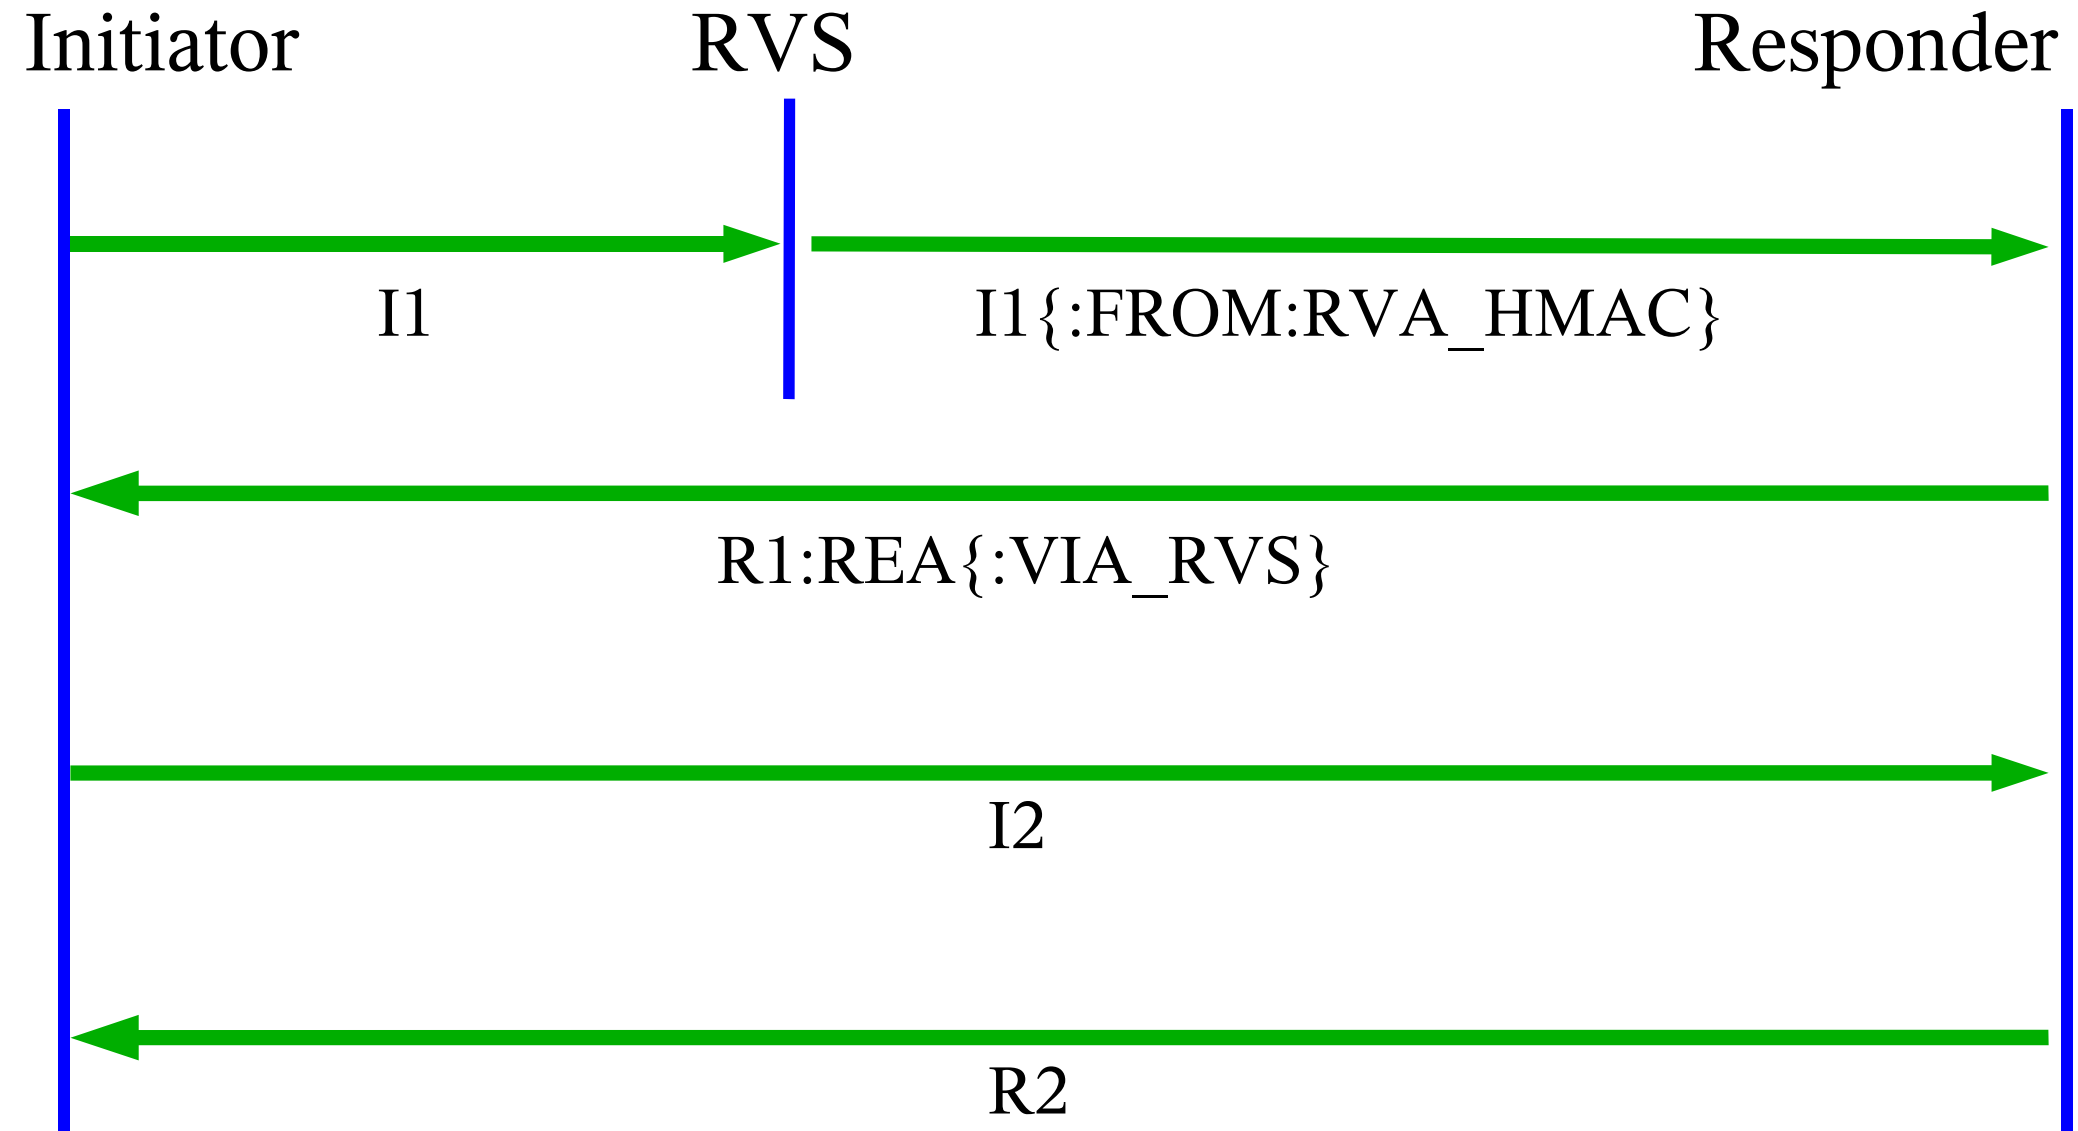 Initiator RVS Responder
I1 I1{:FROM:RVA_HMAC}
R1:REA{:VIA_RVS}
I2
R2